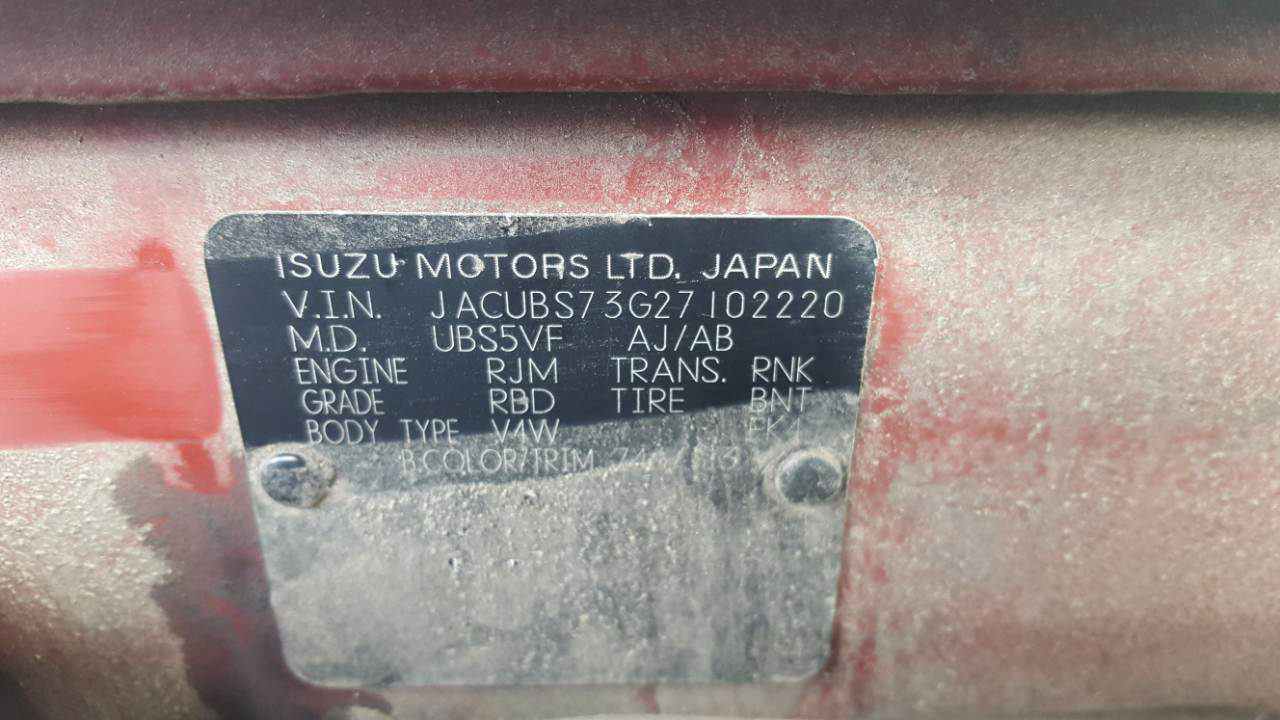 ISUZU MOTORS LTD. JAPAN
V.I.N. JACUBS73G27102220
M.D. UBS5VF AJ/AB
ENGINE RJM TRANS. RNK
GRADE RBD TIRE BNT
BODY TYPE V4W
B.COLOR/TRIM